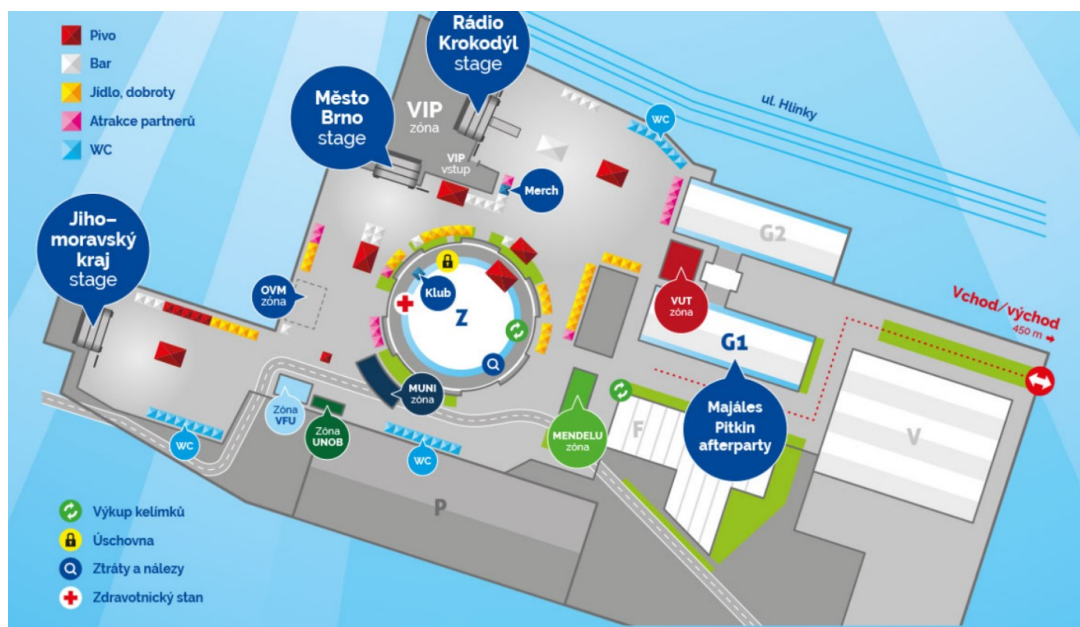 Pivo
Bar
Jídlo, dobroty
Atrakce partnerů
WC
Rádio
Krokodýl
stage
Město
Brno
stage
VIP
zóna
VIP
vstup
Merch
WC
ul. Hlinky
Jiho–
moravský
kraj
stage
OVM
zóna
Klub
Z
G2
VUT
zóna
G1
Vchod/východ
450 m →
MUNI
zóna
Zóna
VFU
Zóna
UNOB
WC
WC
MENDELU
zóna
F
Majáles
Pitkin
afterparty
V
P
Výkup kelímků
Úschovna
Ztráty a nálezy
Zdravotnický stan